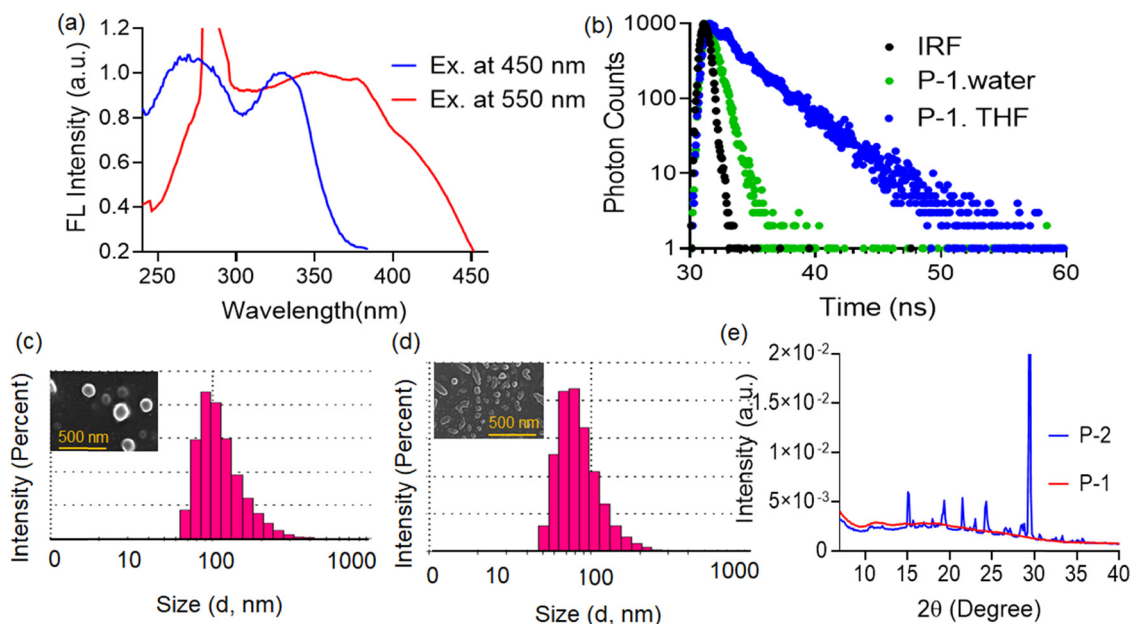 (a)
FL Intensity (a.u.)
1.2
1.0
0.8
0.6
0.4
0.2
250 300 350 400 450
Wavelength(nm)
Ex. at 450 nm
Ex. at 550 nm
(b)
Photon Counts
1000
100
10
1
30 40 50 60
Time (ns)
IRF
P-1.water
P-1. THF
(c)
Intensity (Percent)
500 nm
0 10 100 1000
Size (d, nm)
(d)
Intensity (Percent)
500 nm
0 10 100 1000
Size (d, nm)
(e)
Intensity (a.u.)
2×10⁻²
1.5×10⁻²
1×10⁻²
5×10⁻³
0
10 15 20 25 30 35 40
2θ (Degree)
P-2
P-1